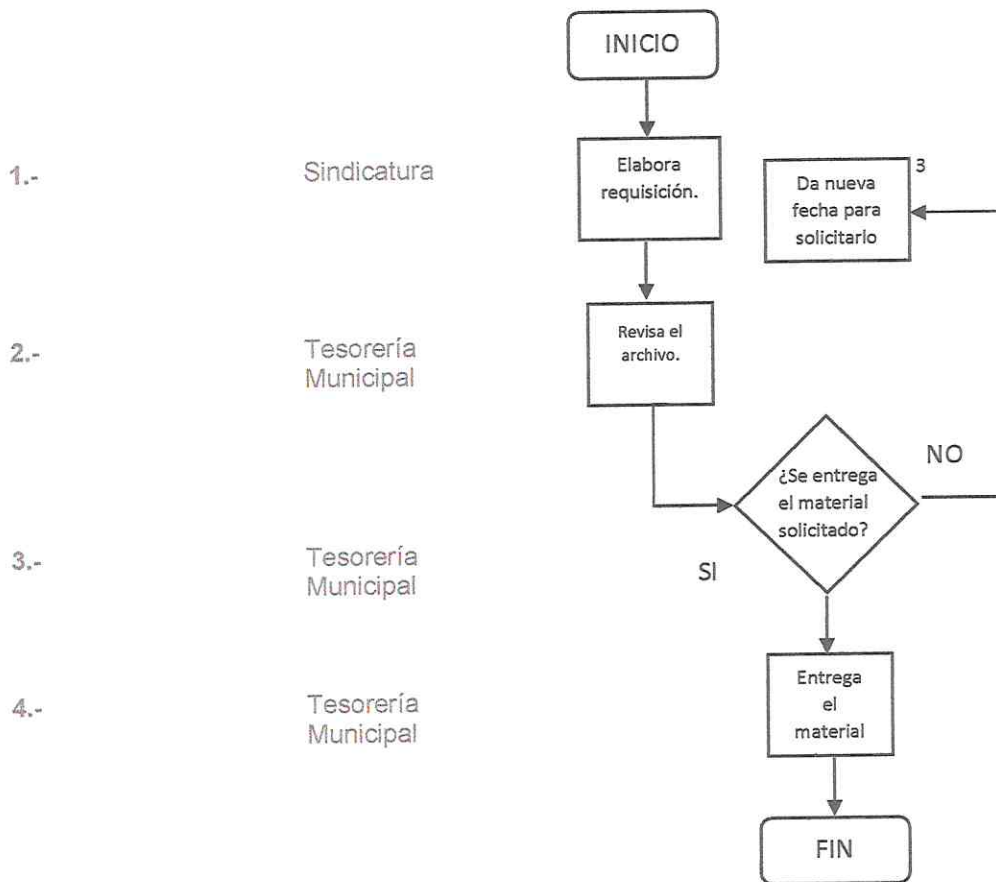 INICIO
1.-
Sindicatura
Elabora
requisición.
3
Da nueva
fecha para
solicitarlo
2.-
Tesorería
Municipal
Revisa el
archivo.
¿Se entrega
el material
solicitado?
NO
SI
3.-
Tesorería
Municipal
4.-
Tesorería
Municipal
Entrega
el
material
FIN